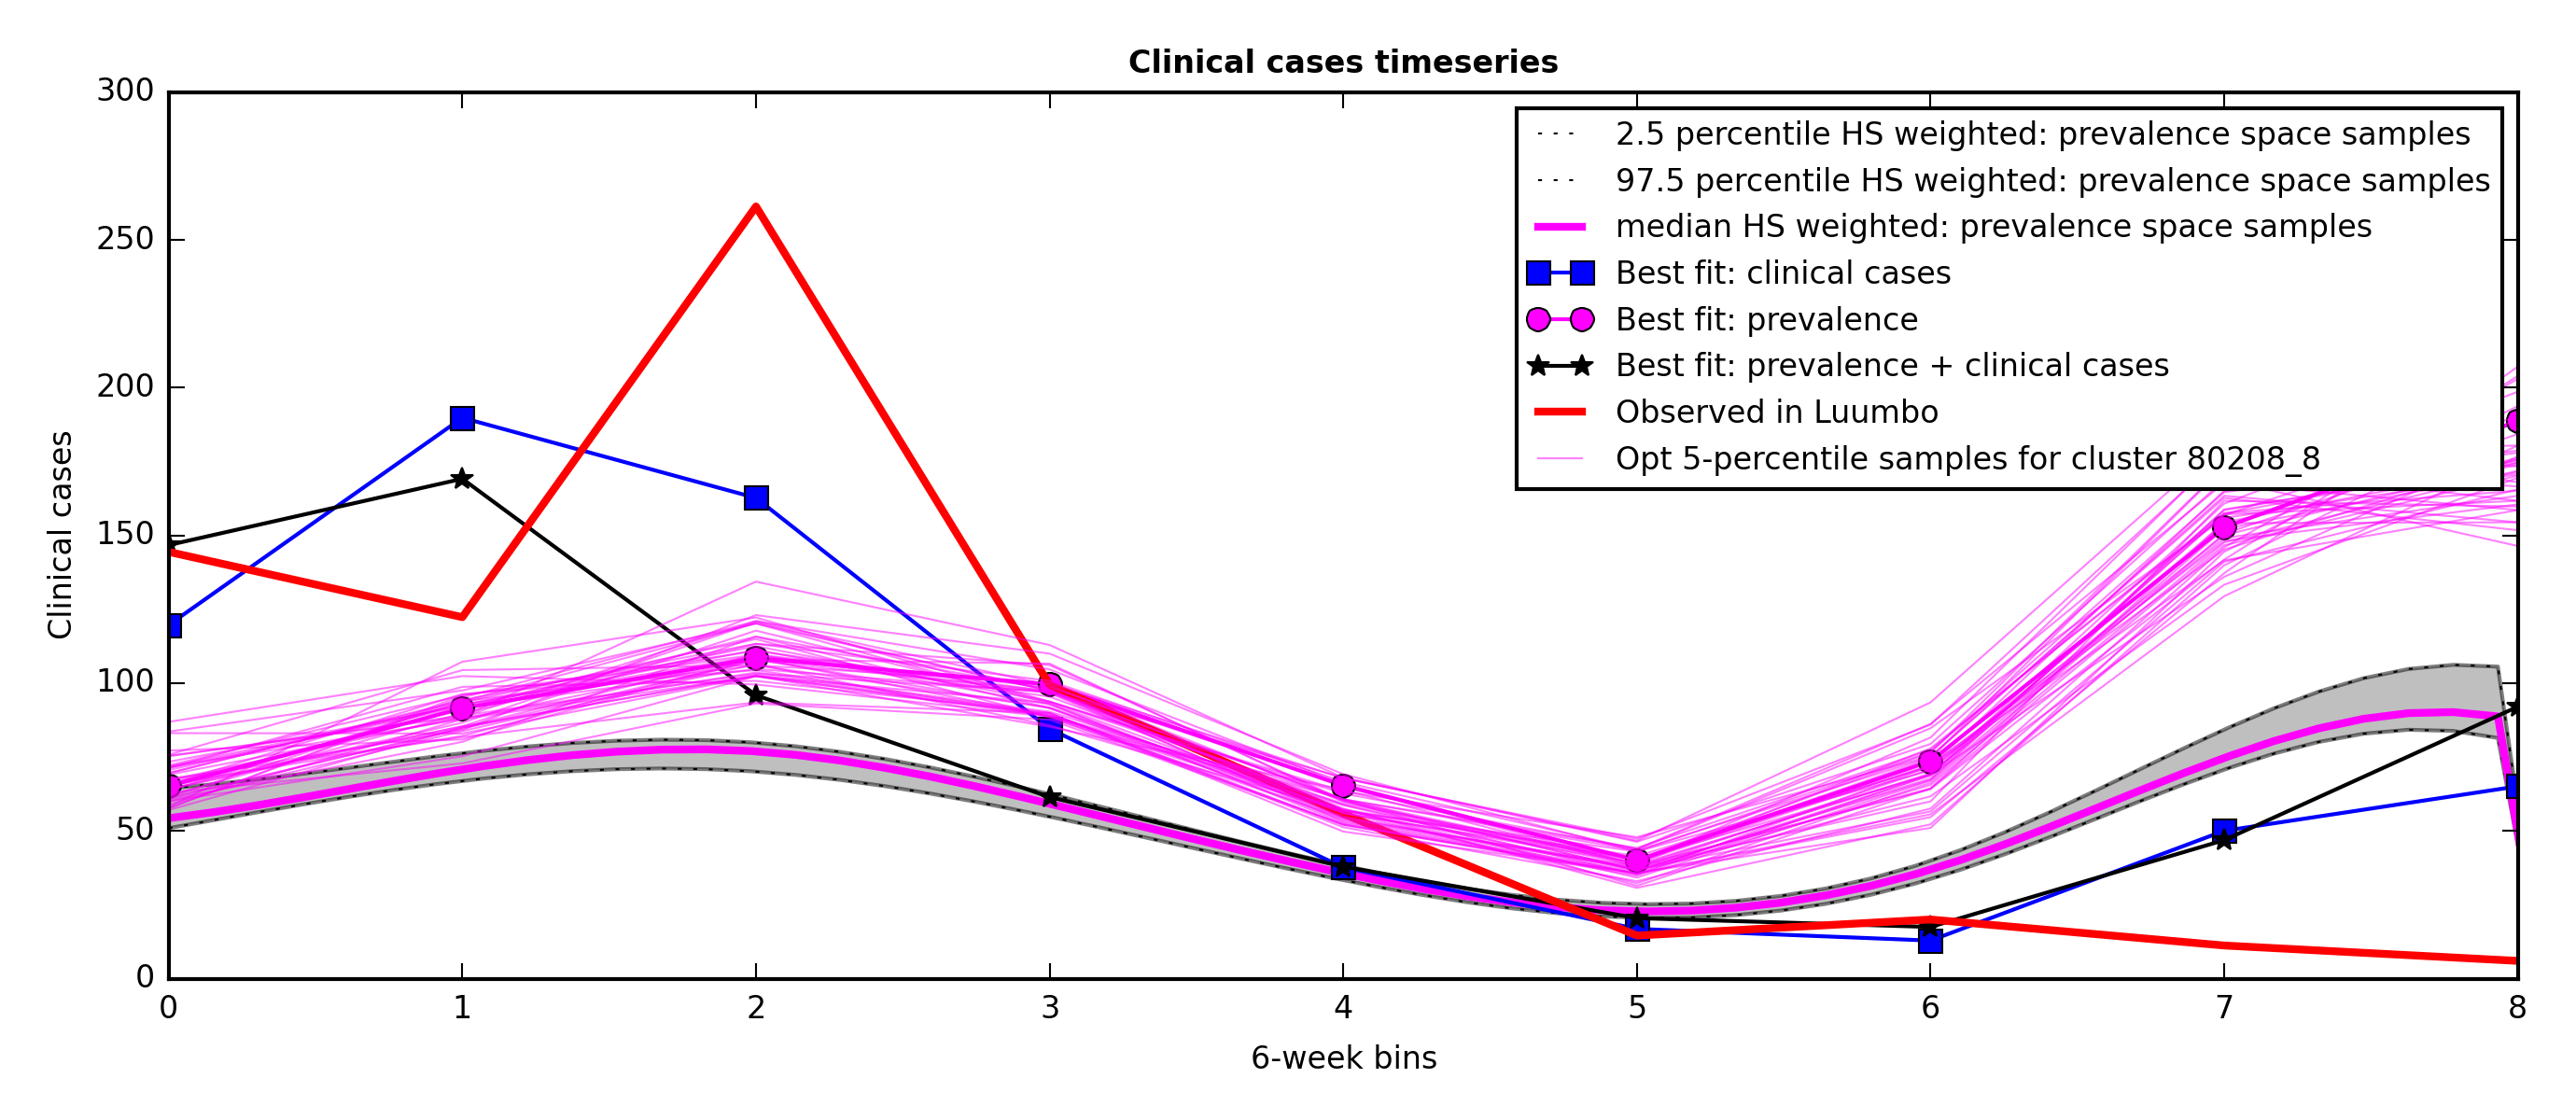 Clinical cases timeseries
300
250
200
150
100
50
0
Clinical cases
2.5 percentile HS weighted: prevalence space samples
97.5 percentile HS weighted: prevalence space samples
median HS weighted: prevalence space samples
Best fit: clinical cases
Best fit: prevalence
Best fit: prevalence + clinical cases
Observed in Luumbo
Opt 5-percentile samples for cluster 80208_8
0 1 2 3 4 5 6 7 8
6-week bins